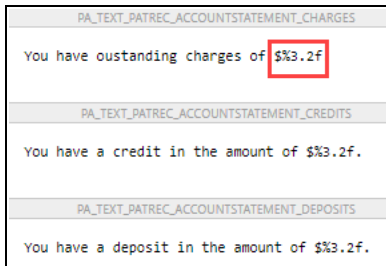 PA_TEXT_PATREC_ACCOUNTSTATEMENT_CHARGES
You have oustanding charges of $%3.2f
PA_TEXT_PATREC_ACCOUNTSTATEMENT_CREDITS
You have a credit in the amount of $%3.2f.
PA_TEXT_PATREC_ACCOUNTSTATEMENT_DEPOSITS
You have a deposit in the amount of $%3.2f.